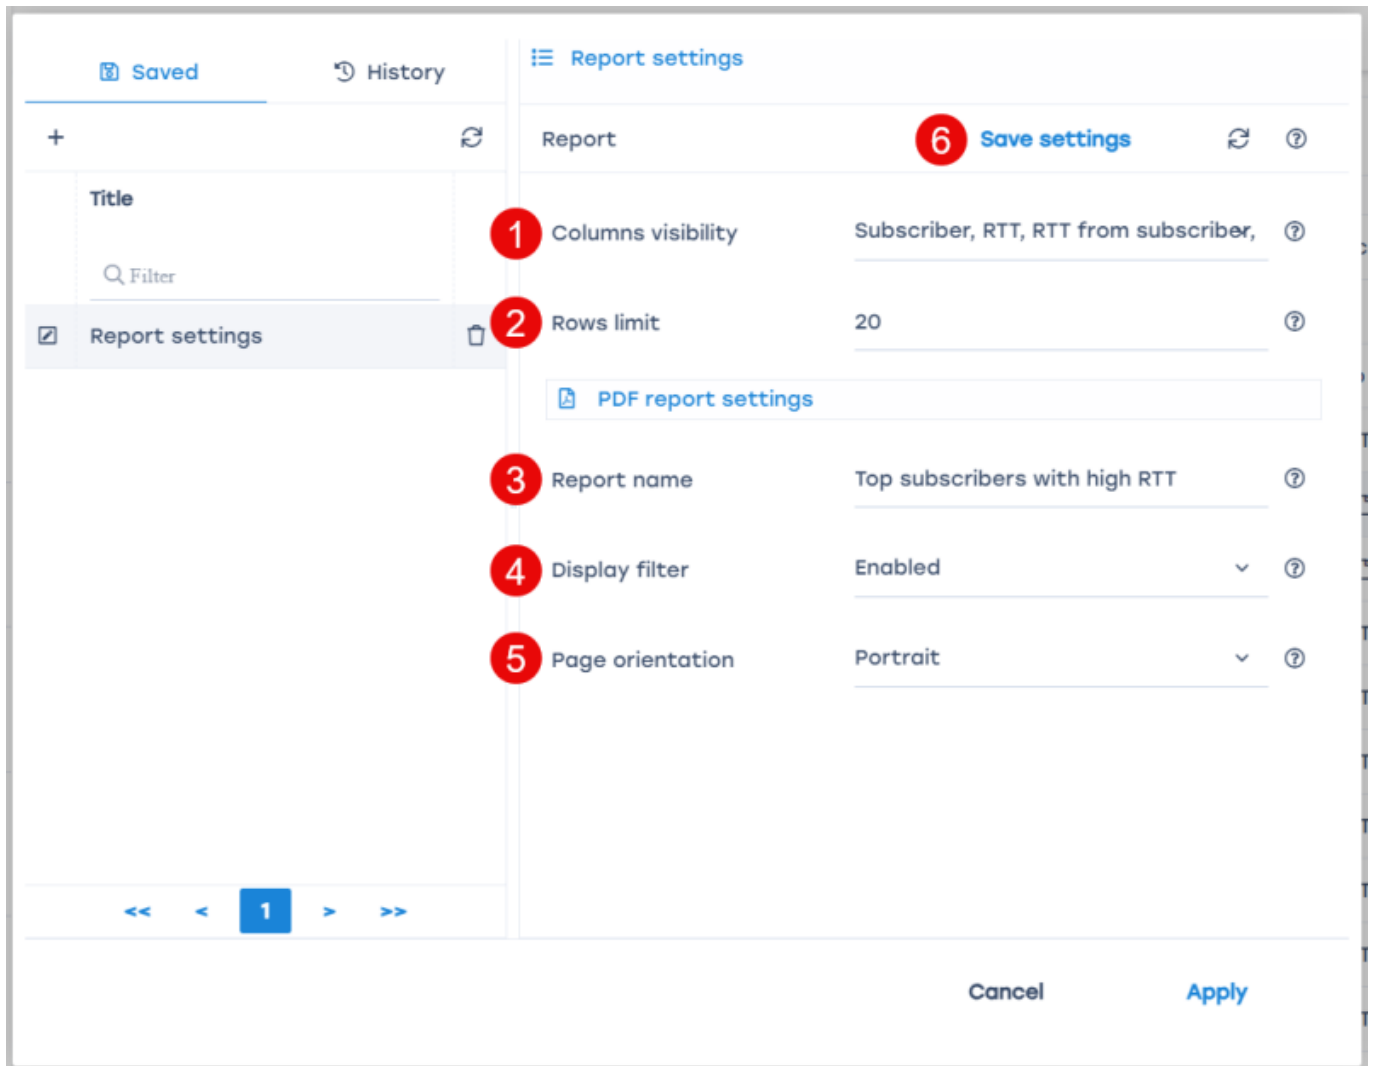 Saved
History
Report settings
Report
6
Save settings
Title
Filter
Report settings
1
Columns visibility
Subscriber, RTT, RTT from subscriber,
2
Rows limit
20
PDF report settings
3
Report name
Top subscribers with high RTT
4
Display filter
Enabled
5
Page orientation
Portrait
<< < 1 > >>
Cancel
Apply